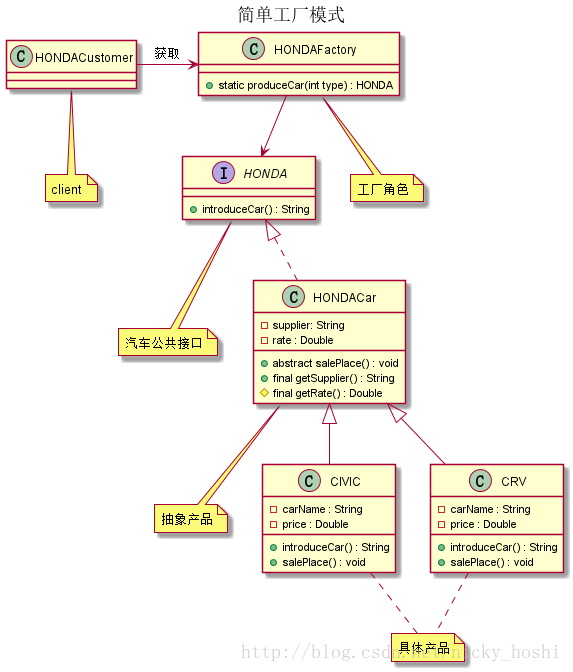 简单工厂模式
C HONDACustomer
获取
C HONDAFactory
static produceCar(int type) : HONDA
client
工厂角色
I HONDA
introduceCar() : String
汽车公共接口
C HONDACar
supplier: String
rate : Double
abstract salePlace() : void
final getSupplier() : String
final getRate() : Double
抽象产品
C CIVIC
carName : String
price : Double
introduceCar() : String
salePlace() : void
C CRV
carName : String
price : Double
introduceCar() : String
salePlace() : void
具体产品
http://blog.csdn.net/nicky_hoshi